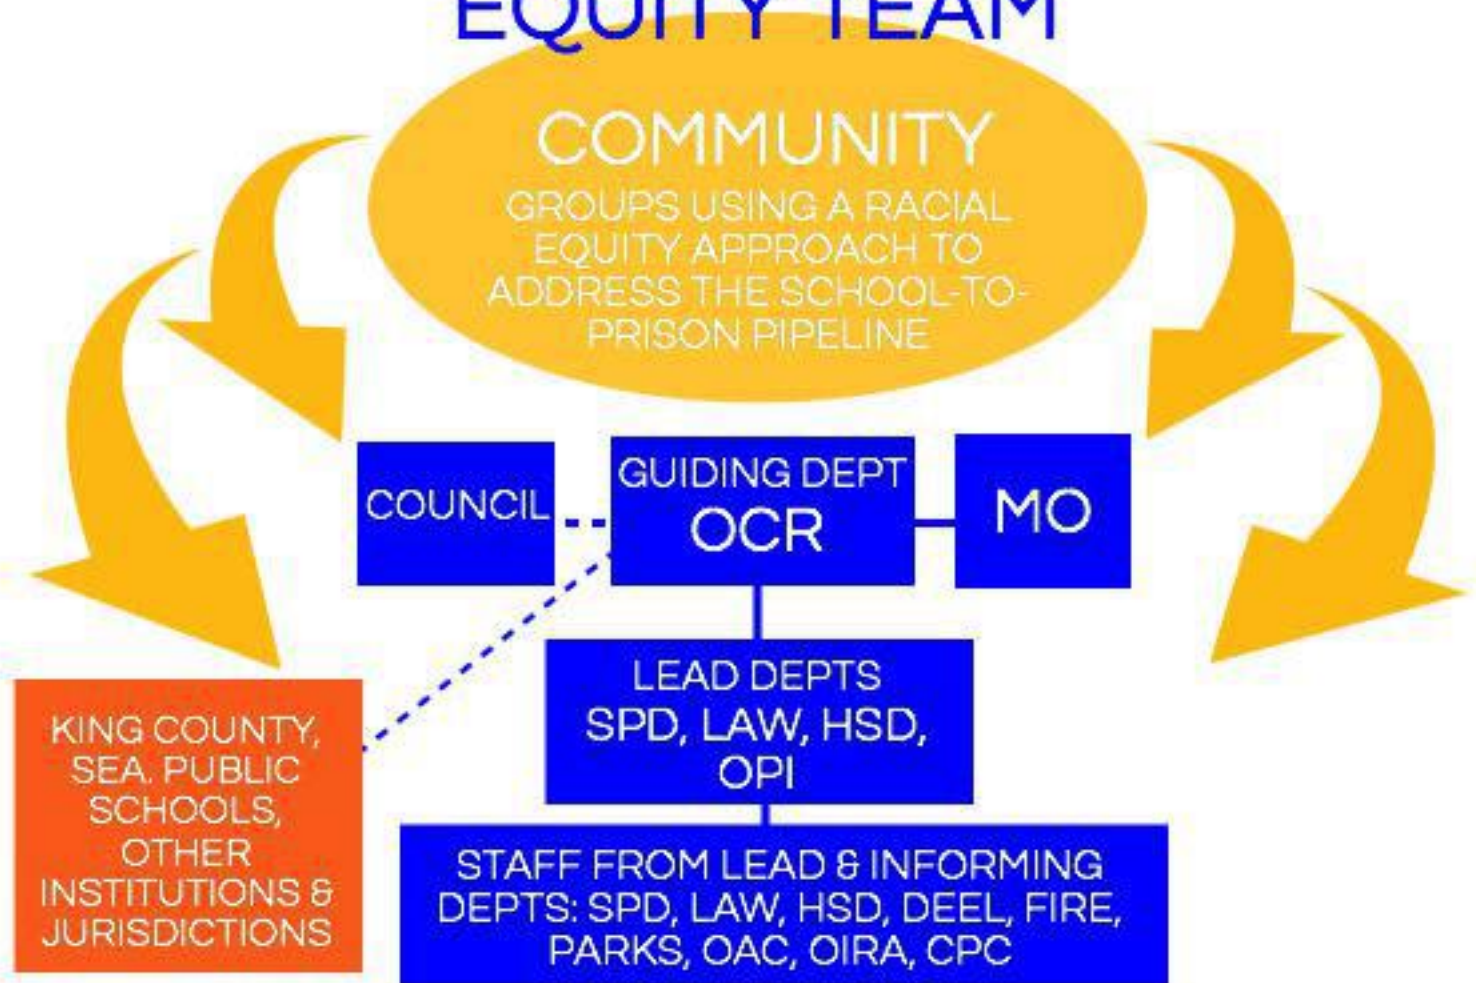 EQUITY TEAM
COMMUNITY
GROUPS USING A RACIAL
EQUITY APPROACH TO
ADDRESS THE SCHOOL-TO-
PRISON PIPELINE
COUNCIL
GUIDING DEPT
OCR
MO
LEAD DEPTS
SPD, LAW, HSD,
OPI
KING COUNTY,
SEA. PUBLIC
SCHOOLS,
OTHER
INSTITUTIONS &
JURISDICTIONS
STAFF FROM LEAD & INFORMING
DEPTS: SPD, LAW, HSD, DEEL, FIRE,
PARKS, OAC, OIRA, CPC